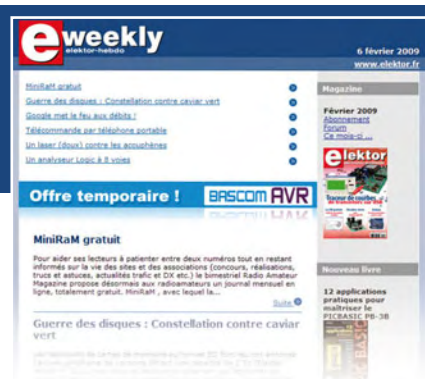 eweekly
elektor-hebdo
6 février 2009
www.elektor.fr
MiniRaM gratuit
Guerre des disques : Constellation contre caviar vert
Google met le feu aux débits !
Télécommande par téléphone portable
Un laser (doux) contre les acouphènes
Un analyseur Logic à 8 voies
Offre temporaire !
BASCOM AVR
MiniRaM gratuit
Pour aider ses lecteurs à patienter entre deux numéros tout en restant
informés sur la vie des sites et des associations (concours, réalisations,
trucs et astuces, actualités trafic et DX etc.) le bimestriel Radio Amateur
Magazine propose désormais aux radioamateurs un journal mensuel en
ligne, totalement gratuit. MiniRaM , avec lequel la...
Suite
Guerre des disques : Constellation contre caviar
vert
Magazine
Février 2009
Abonnement
Forum
Ce mois-ci ...
elektor
Traceur de courbes
Nouveau livre
12 applications
pratiques pour
maîtriser le
PICBASIC PB-3B